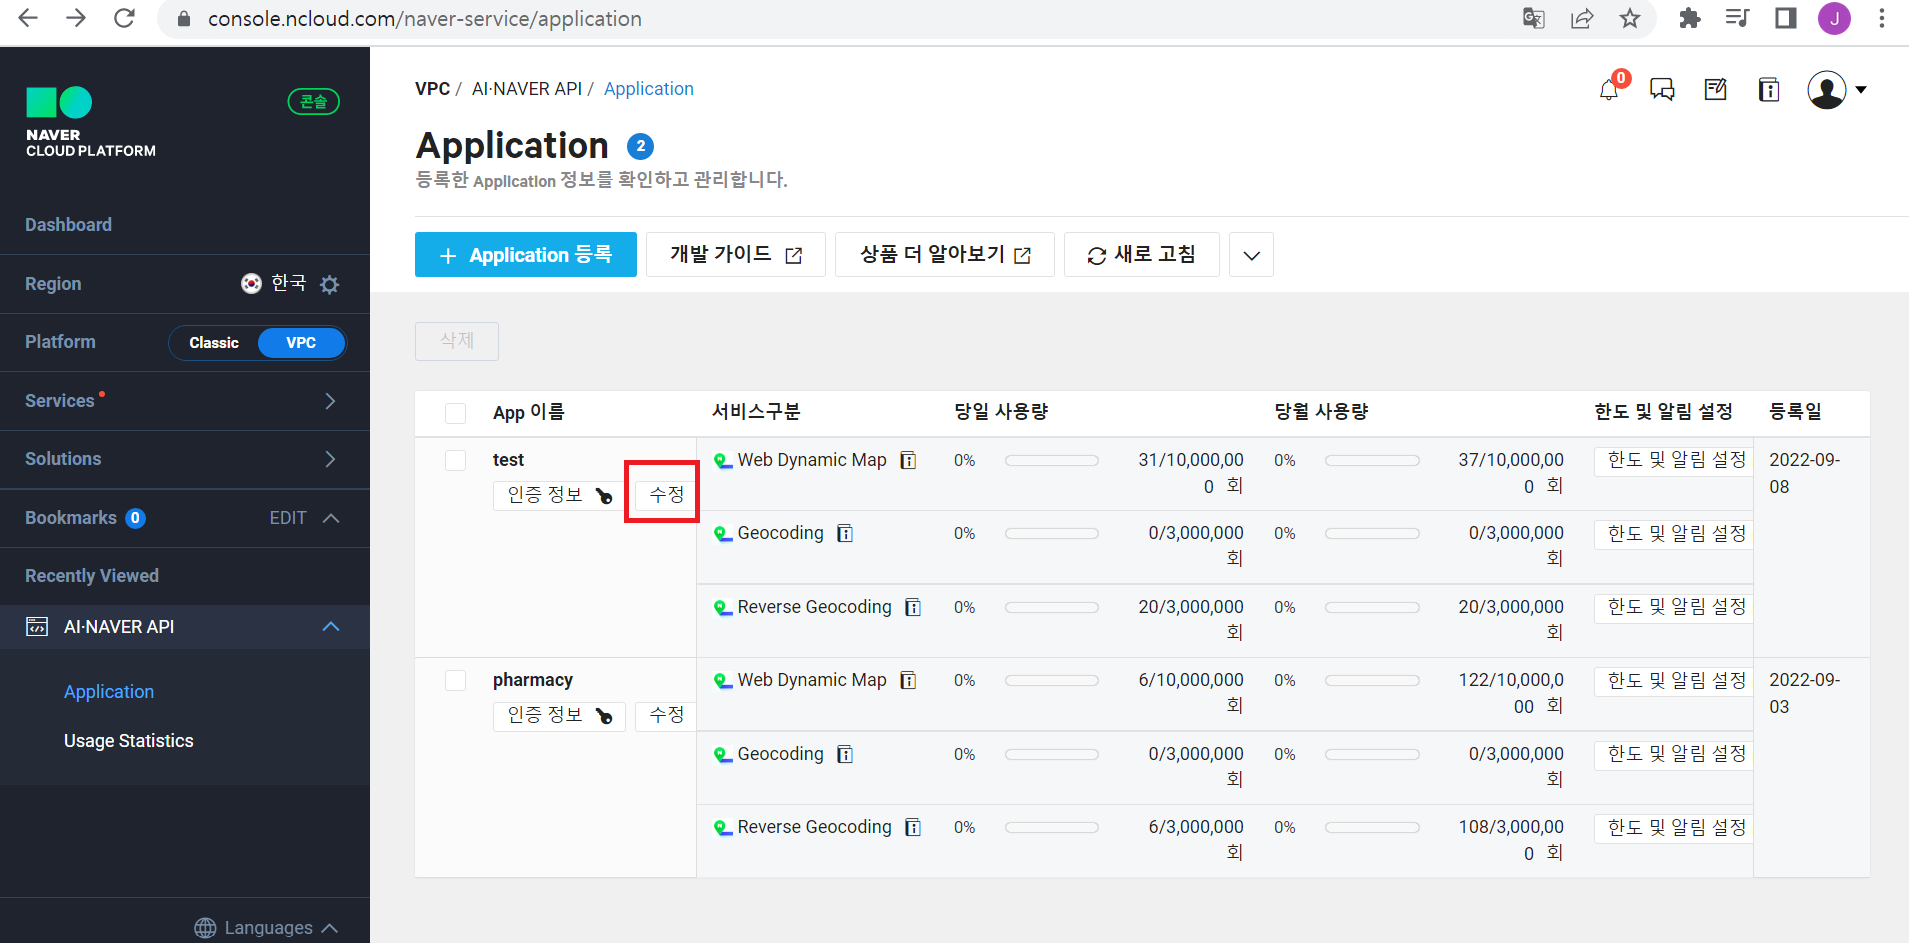 console.ncloud.com/naver-service/application
J
NAVER
CLOUD PLATFORM
콘솔
Dashboard
Region 한국
Platform Classic VPC
Services
Solutions
Bookmarks 0 EDIT
Recently Viewed
AI·NAVER API
Application
Usage Statistics
Languages
VPC / AI·NAVER API / Application
0
Application 2
등록한 Application 정보를 확인하고 관리합니다.
+ Application 등록 개발 가이드 상품 더 알아보기 새로 고침
삭제
App 이름 서비스구분 당일 사용량 당월 사용량 한도 및 알림 설정 등록일
test Web Dynamic Map 0% 31/10,000,00 0% 37/10,000,00 한도 및 알림 설정 2022-09-
인증 정보 수정 0 회 0 회 08
Geocoding 0% 0/3,000,000 0% 0/3,000,000 한도 및 알림 설정
회 회
Reverse Geocoding 0% 20/3,000,000 0% 20/3,000,000 한도 및 알림 설정
회 회
pharmacy Web Dynamic Map 0% 6/10,000,000 0% 122/10,000,0 한도 및 알림 설정 2022-09-
인증 정보 수정 회 00 회 03
Geocoding 0% 0/3,000,000 0% 0/3,000,000 한도 및 알림 설정
회 회
Reverse Geocoding 0% 6/3,000,000 0% 108/3,000,00 한도 및 알림 설정
회 0 회